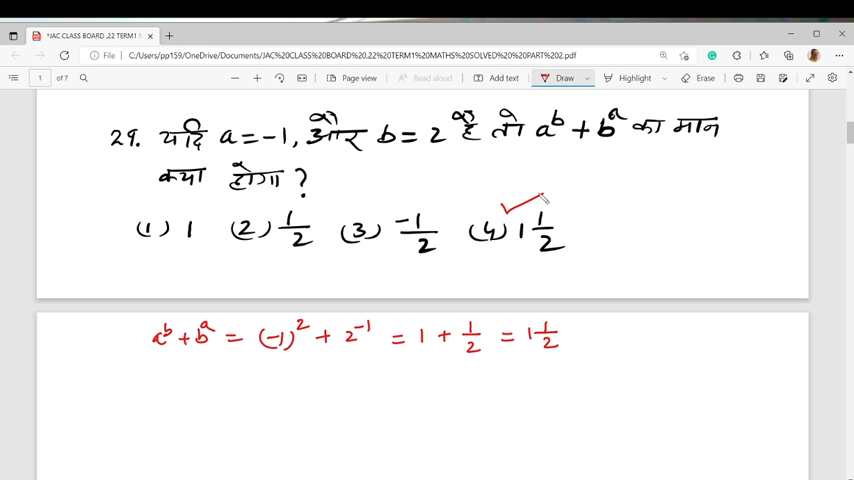 *JAC CLASS BOARD ,22 TERM1 M
File
C:/Users/pp159/OneDrive/Documents/JAC%20CLASS%20BOARD,22%20TERM1%20MATHS%20SOLVED%20%20PART%202.pdf
1 of 7
Page view
Read aloud
Add text
Draw
Highlight
Erase
29. यदि a = -1, और b = 2 है तो a^b + b^a का मान
क्या होगा ?
(1) 1 (2) 1/2 (3) -1/2 (4) 1 1/2
a^b + b^a = (-1)^2 + 2^-1 = 1 + 1/2 = 1 1/2